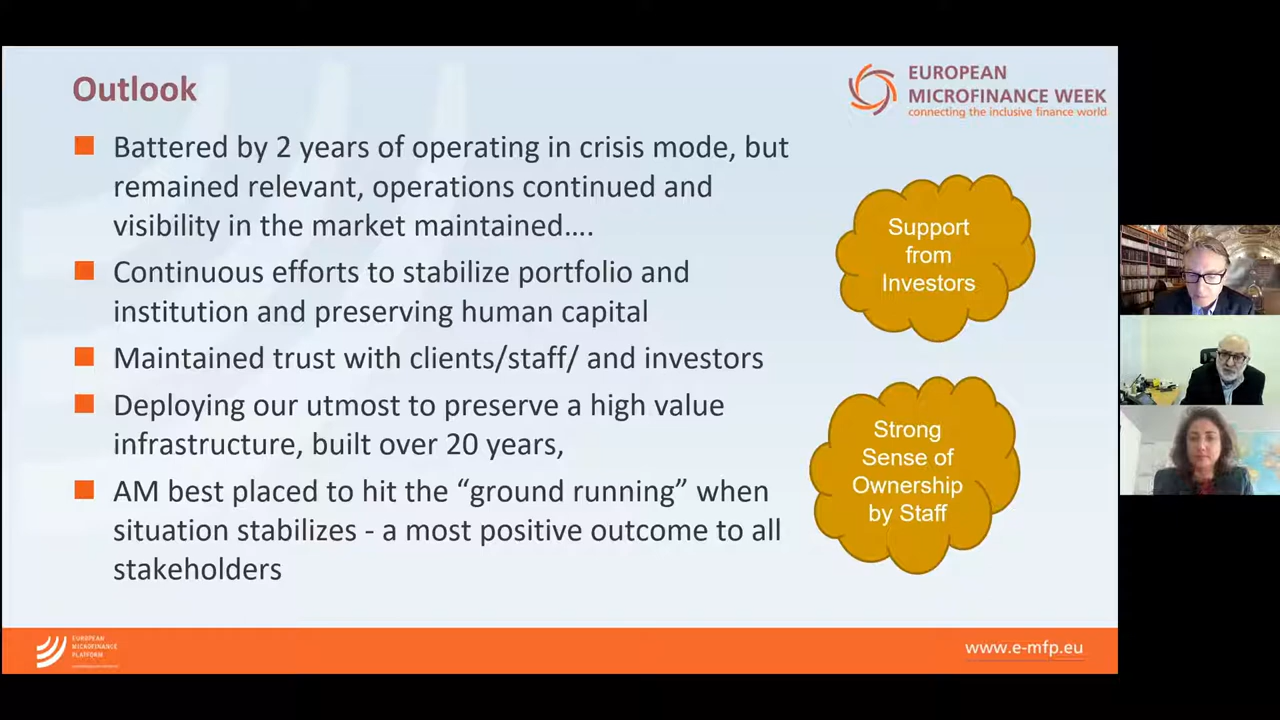 Outlook
EUROPEAN
MICROFINANCE WEEK
connecting the inclusive finance world
Battered by 2 years of operating in crisis mode, but
remained relevant, operations continued and
visibility in the market maintained….
Continuous efforts to stabilize portfolio and
institution and preserving human capital
Maintained trust with clients/staff/ and investors
Deploying our utmost to preserve a high value
infrastructure, built over 20 years,
AM best placed to hit the “ground running” when
situation stabilizes - a most positive outcome to all
stakeholders
Support
from
Investors
Strong
Sense of
Ownership
by Staff
EUROPEAN
MICROFINANCE
PLATFORM
www.e-mfp.eu